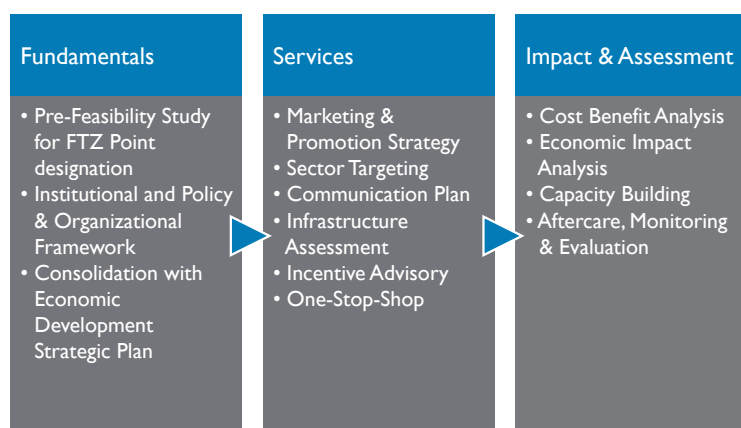 Fundamentals
• Pre-Feasibility Study
for FTZ Point
designation
• Institutional and Policy
& Organizational
Framework
• Consolidation with
Economic
Development
Strategic Plan
Services
• Marketing &
Promotion Strategy
• Sector Targeting
• Communication Plan
• Infrastructure
Assessment
• Incentive Advisory
• One-Stop-Shop
Impact & Assessment
• Cost Benefit Analysis
• Economic Impact
Analysis
• Capacity Building
• Aftercare, Monitoring
& Evaluation